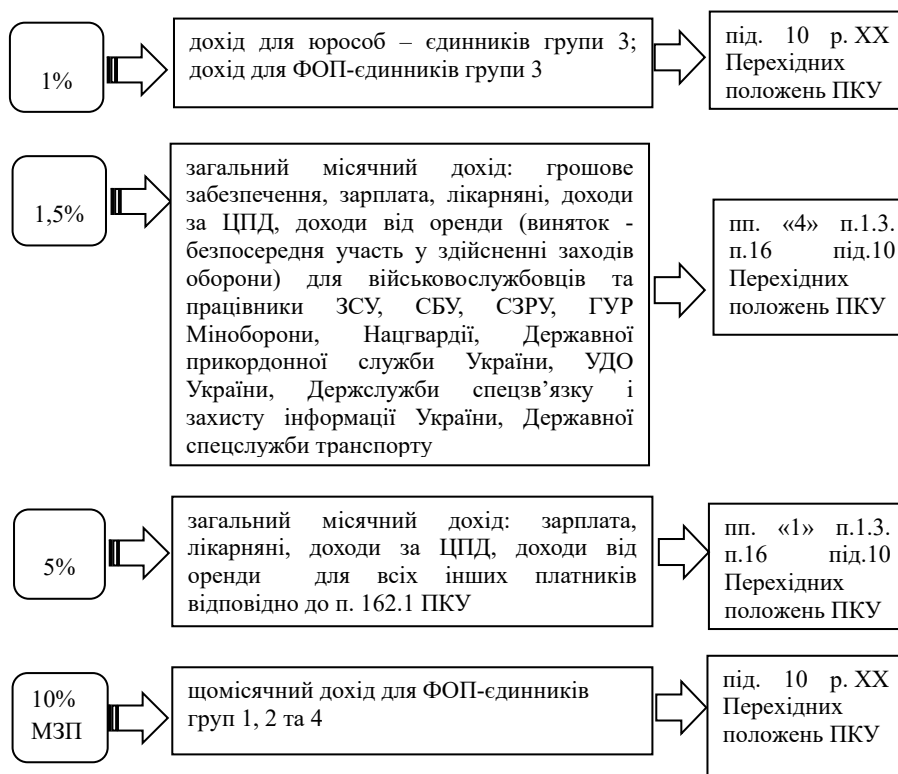 1%
дохід для юрособ – єдинників групи 3;
дохід для ФОП-єдинників групи 3
під. 10 р. XX
Перехідних
положень ПКУ
1,5%
загальний місячний дохід: грошове
забезпечення, зарплата, лікарняні, доходи
за ЦПД, доходи від оренди (виняток -
безпосередня участь у здійсненні заходів
оборони) для військовослужбовців та
працівники ЗСУ, СБУ, СЗРУ, ГУР
Міноборони, Нацгвардії, Державної
прикордонної служби України, УДО
України, Держслужби спецзв’язку і
захисту інформації України, Державної
спецслужби транспорту
пп. «4» п.1.3.
п.16 під.10
Перехідних
положень ПКУ
5%
загальний місячний дохід: зарплата,
лікарняні, доходи за ЦПД, доходи від
оренди для всіх інших платників
відповідно до п. 162.1 ПКУ
пп. «1» п.1.3.
п.16 під.10
Перехідних
положень ПКУ
10%
МЗП
щомісячний дохід для ФОП-єдинників
груп 1, 2 та 4
під. 10 р. XX
Перехідних
положень ПКУ